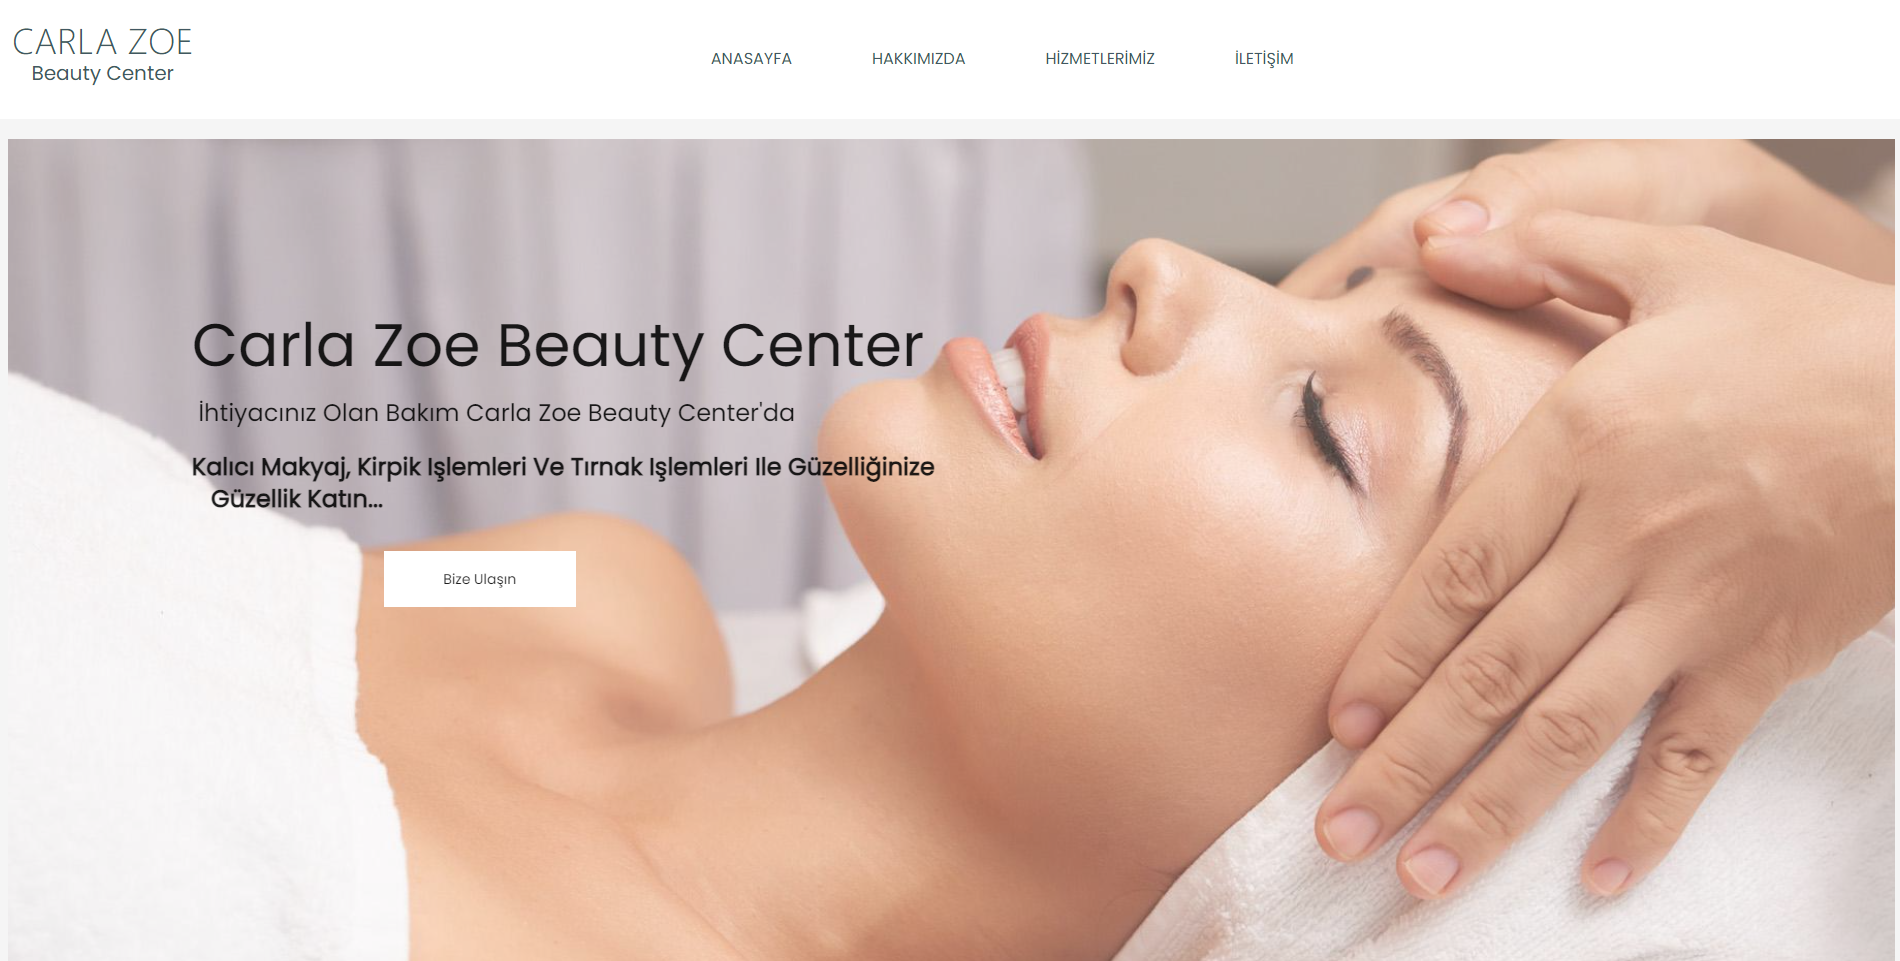 CARLA ZOE
Beauty Center
ANASAYFA HAKKIMIZDA HİZMETLERİMİZ İLETİŞİM
Carla Zoe Beauty Center
İhtiyacınız Olan Bakım Carla Zoe Beauty Center'da
Kalıcı Makyaj, Kirpik Işlemleri Ve Tırnak Işlemleri Ile Güzelliğinize
Güzellik Katın...
Bize Ulaşın